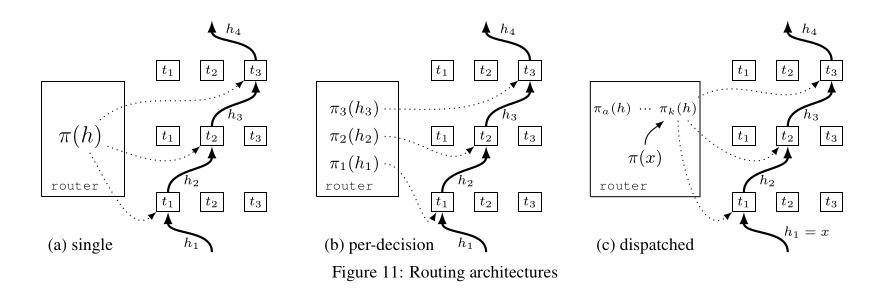 h₄
t₁ t₂ t₃
h₃
π(h)
t₁ t₂ t₃
h₂
router
t₁ t₂ t₃
h₁
(a) single
h₄
t₁ t₂ t₃
π₃(h₃)
h₃
π₂(h₂)
t₁ t₂ t₃
π₁(h₁)
h₂
router
t₁ t₂ t₃
h₁
(b) per-decision
h₄
t₁ t₂ t₃
πₐ(h) ··· πₖ(h)
h₃
t₁ t₂ t₃
π(x)
h₂
router
t₁ t₂ t₃
h₁ = x
(c) dispatched
Figure 11: Routing architectures